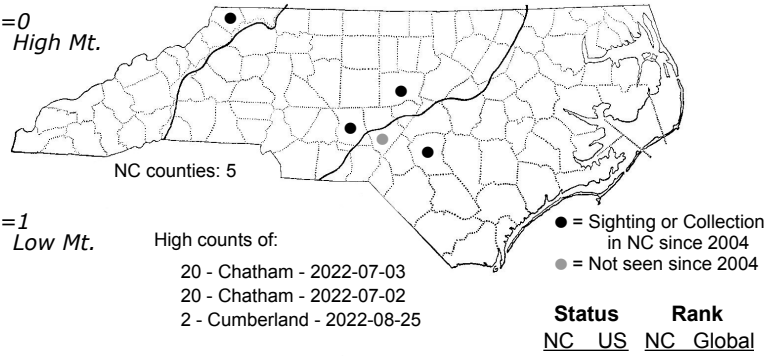 =0
High Mt.
NC counties: 5
=1
Low Mt.
High counts of:
20 - Chatham - 2022-07-03
20 - Chatham - 2022-07-02
2 - Cumberland - 2022-08-25
= Sighting or Collection
in NC since 2004
= Not seen since 2004
Status Rank
NC US NC Global